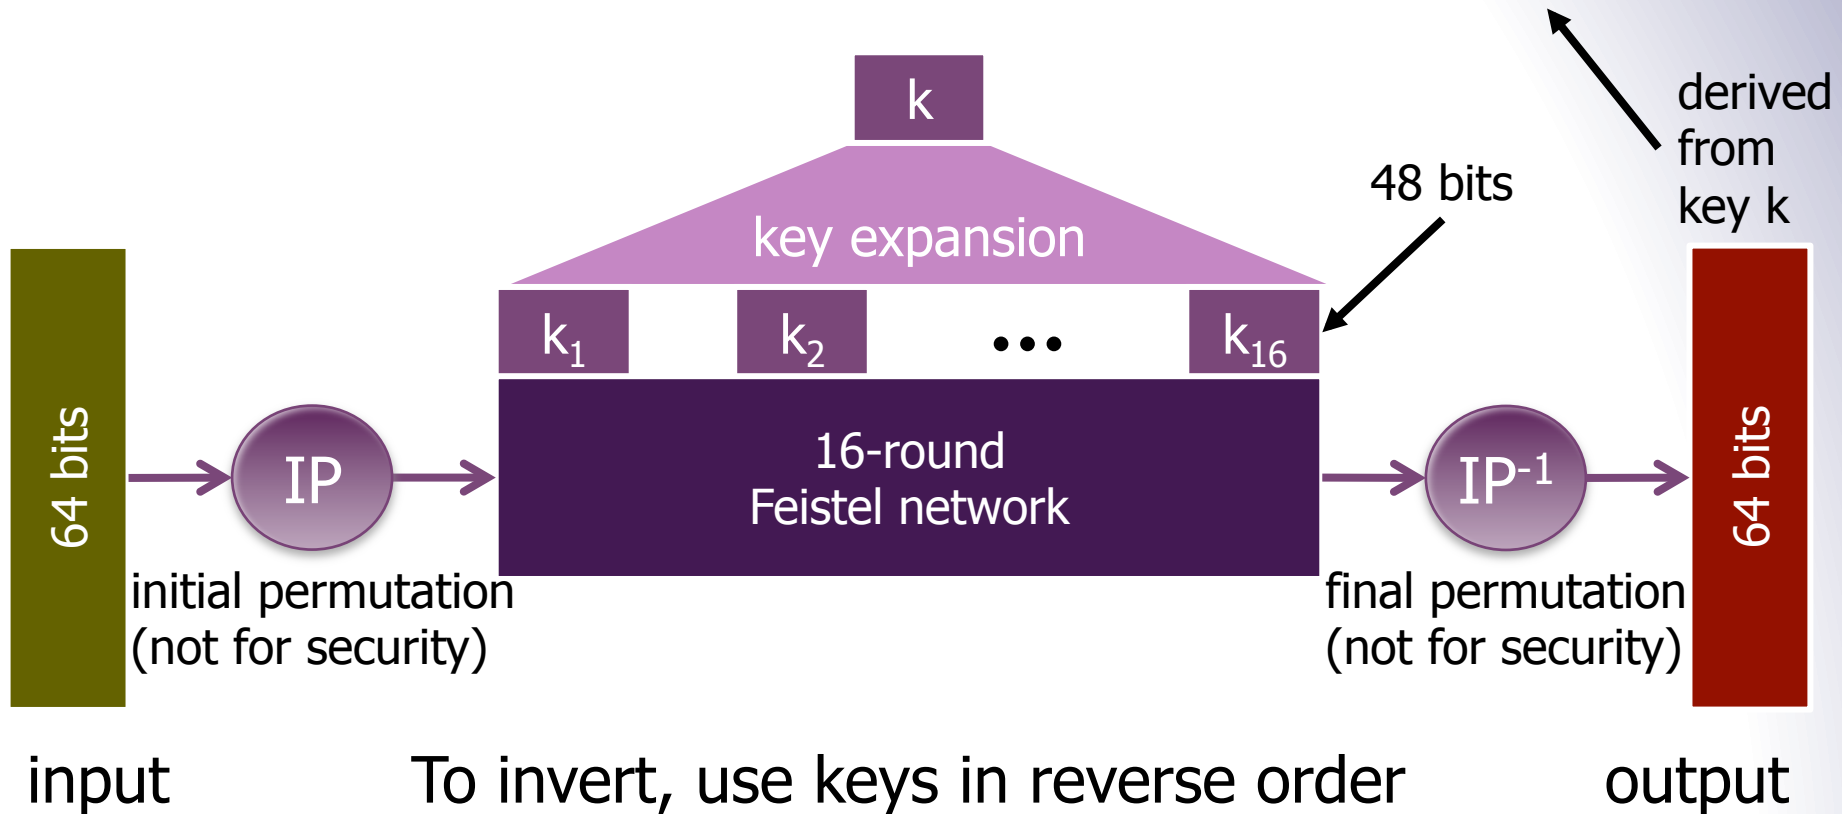 k
derived
from
key k
48 bits
key expansion
k₁
k₂
•••
k₁₆
64 bits
IP
16-round
Feistel network
IP⁻¹
64 bits
initial permutation
(not for security)
final permutation
(not for security)
input
To invert, use keys in reverse order
output